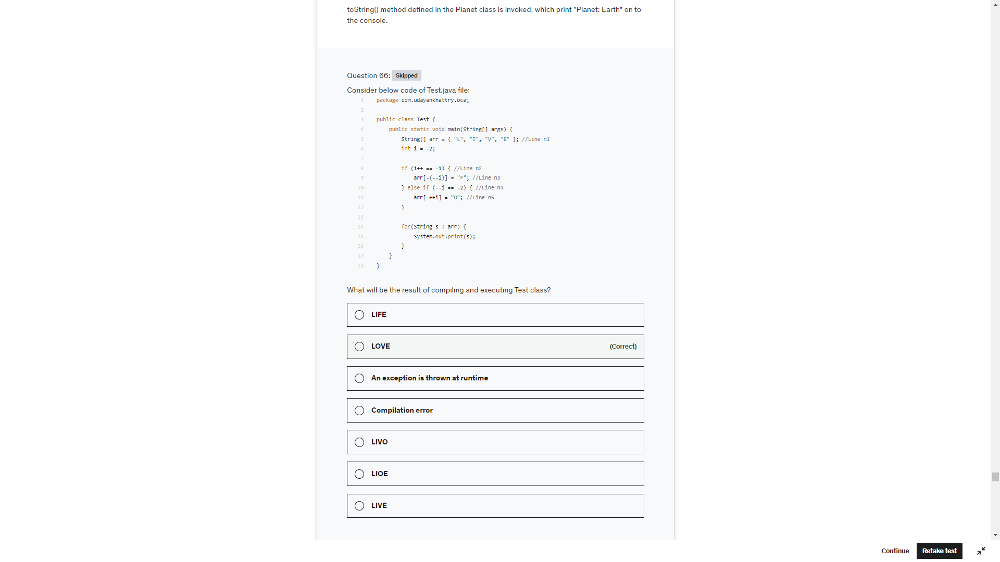 toString() method defined in the Planet class is invoked, which print "Planet: Earth" on to
the console.
Question 66: Skipped
Consider below code of Test.java file:
1 package com.udayankhattry.oca;
2
3 public class Test {
4     public static void main(String[] args) {
5         String[] arr = { "L", "I", "V", "E" }; //Line n1
6         int i = -2;
7
8         if (i++ == -1) { //Line n2
9             arr[-(--i)] = "F"; //Line n3
10         } else if (--i == -2) { //Line n4
11             arr[-++i] = "O"; //Line n5
12         }
13
14         for(String s : arr) {
15             System.out.print(s);
16         }
17     }
18 }
What will be the result of compiling and executing Test class?
LIFE
LOVE (Correct)
An exception is thrown at runtime
Compilation error
LIVO
LIOE
LIVE
Continue Retake test